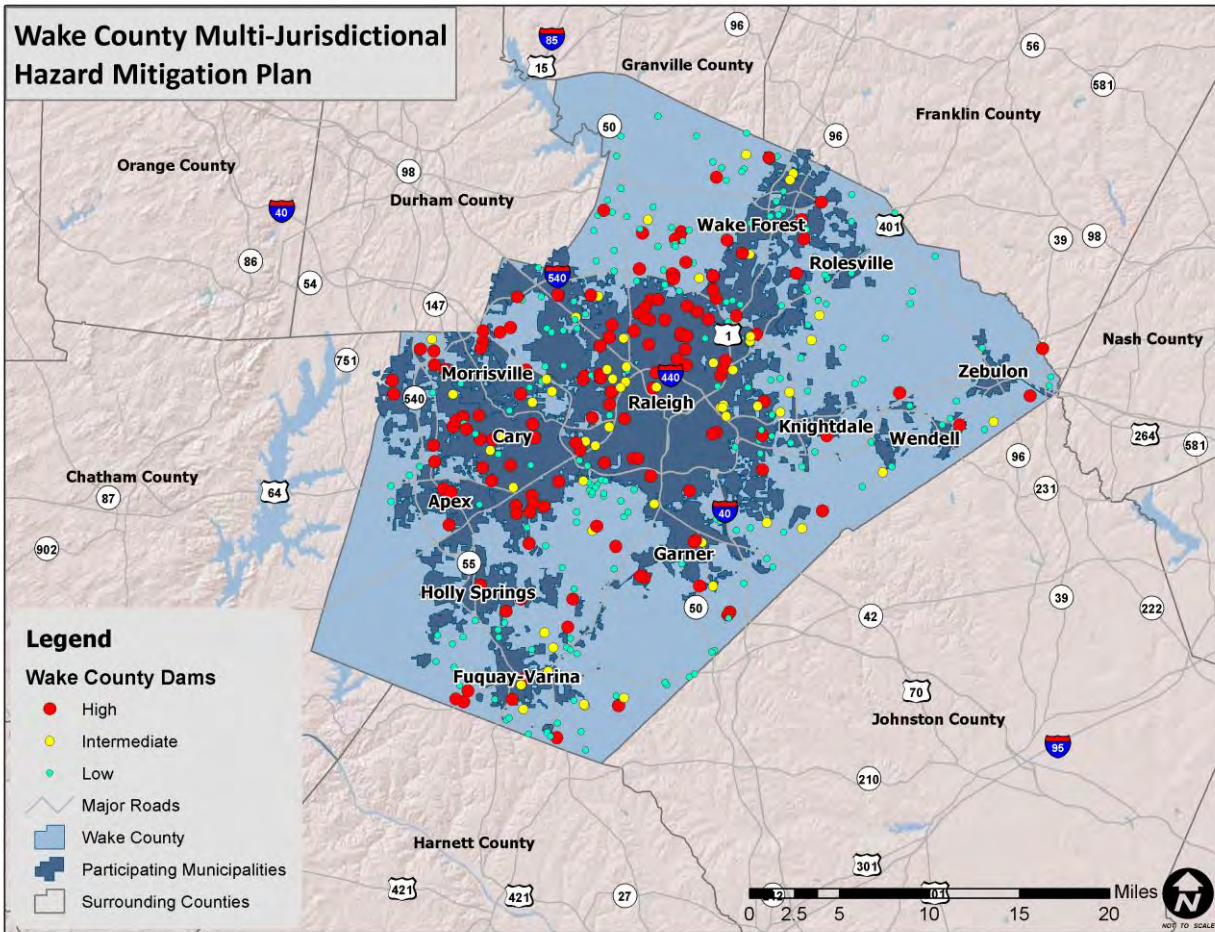 Wake County Multi-Jurisdictional
Hazard Mitigation Plan
85
15
96
Granville County
56
581
Franklin County
50
96
Orange County
98
Durham County
40
Wake Forest
401
39
98
86
Rolesville
54
540
147
1
Nash County
751
Morrisville
440
Zebulon
540
Raleigh
Cary
Knightdale
Wendell
264
581
96
Chatham County
87
64
231
Apex
40
902
Garner
55
Holly Springs
50
42
39
222
Fuquay-Varina
70
Johnston County
95
210
Harnett County
301
421
421
27
42
01
Legend
Wake County Dams
High
Intermediate
Low
Major Roads
Wake County
Participating Municipalities
Surrounding Counties
Miles
0 2.5 5 10 15 20
N
NOT TO SCALE